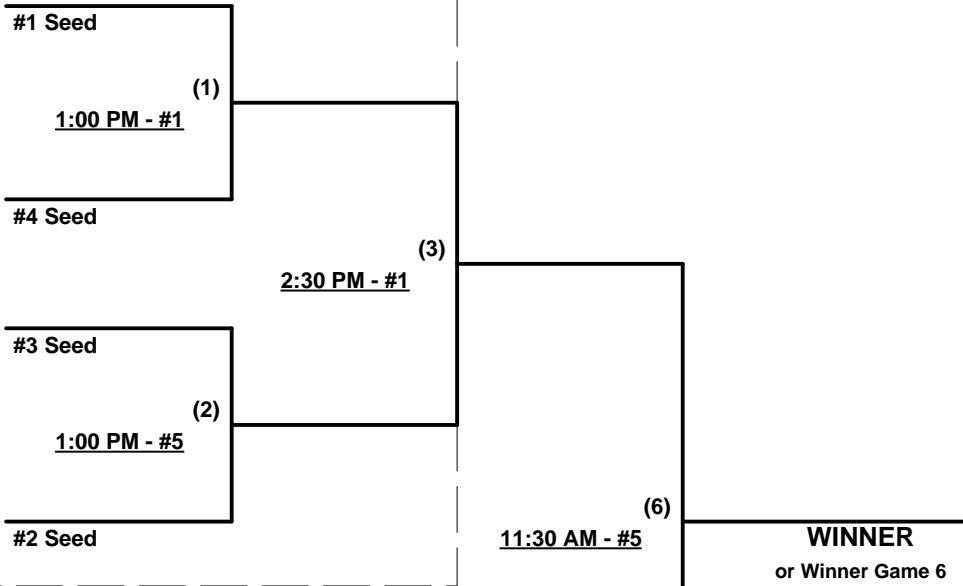 #1 Seed
(1)
1:00 PM - #1
#4 Seed
(3)
2:30 PM - #1
#3 Seed
(2)
1:00 PM - #5
#2 Seed
(6)
11:30 AM - #5
WINNER
or Winner Game 6